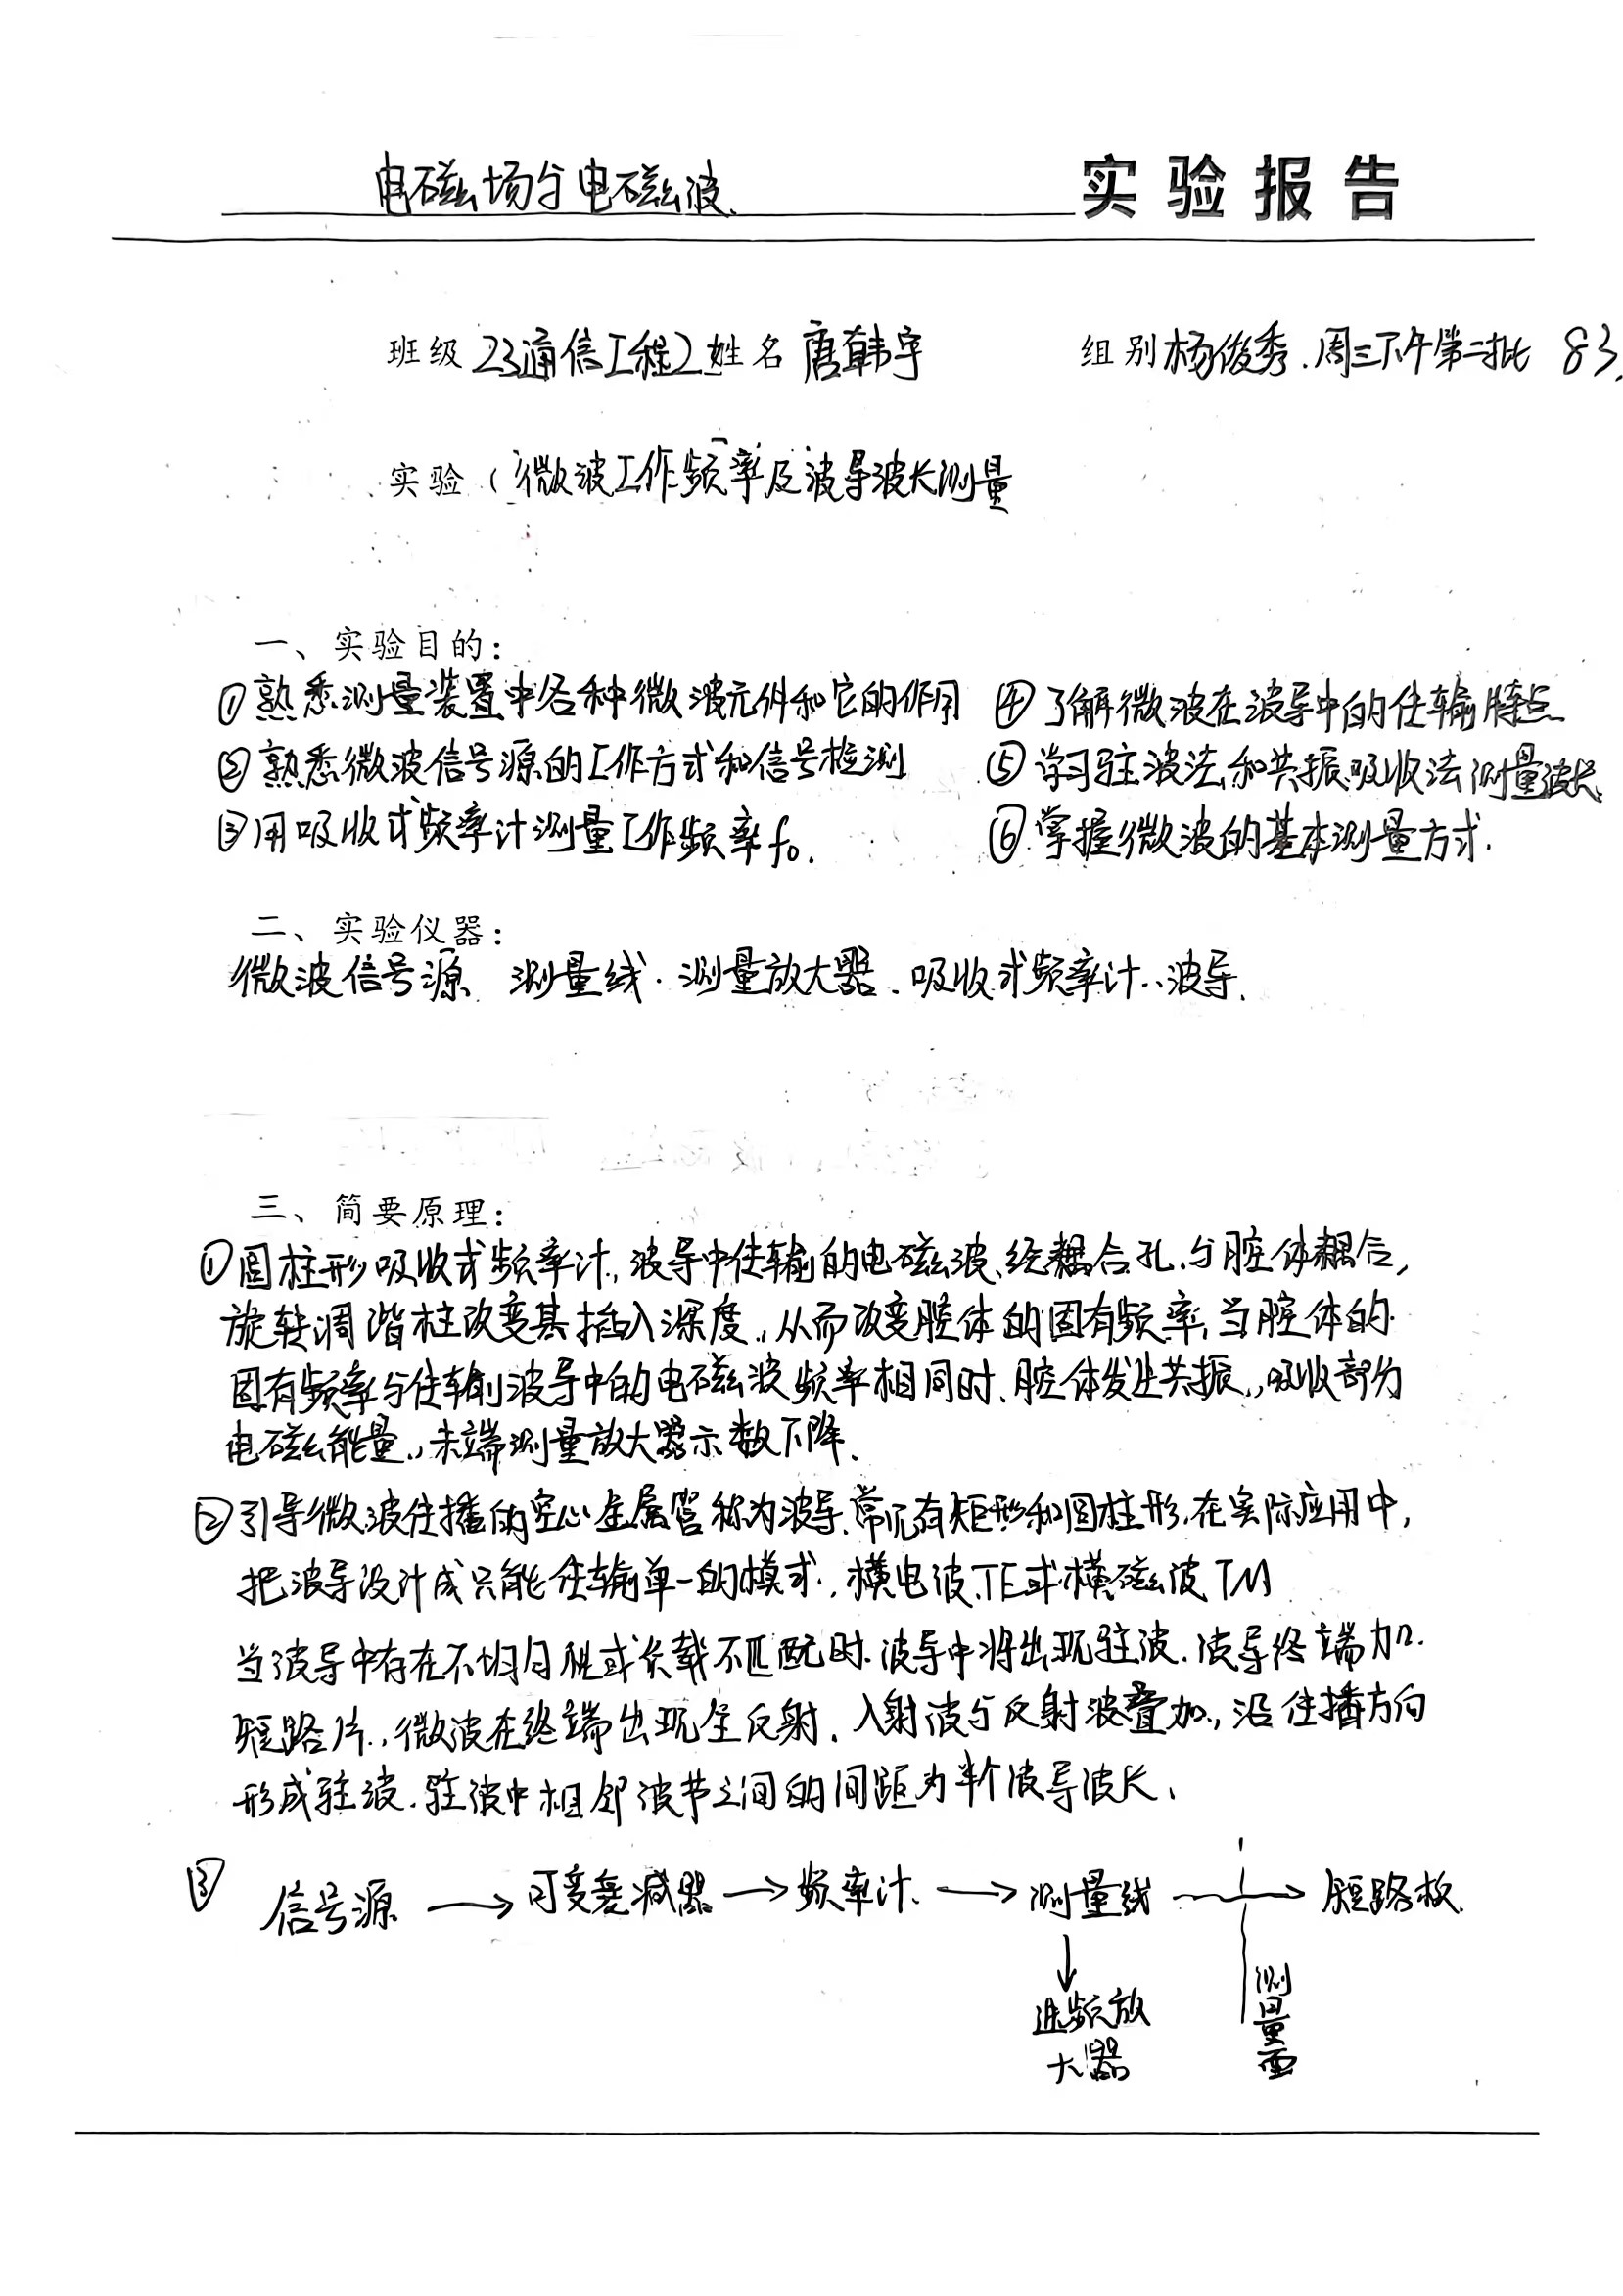 电磁场与电磁波. 实验报告
班级 23通信工程2 姓名 唐韩宇 组别 杨俊秀.周三下午第二批 83.
实验（ 微波工作频率及波导波长测量
一、实验目的：
①熟悉测量装置中各种微波元件和它的作用 ④了解微波在波导中的传输特点
②熟悉微波信号源的工作方式和信号检测 ⑤学习驻波法和共振吸收法测量波长
③用吸收式频率计测量工作频率f₀. ⑥掌握微波的基本测量方式.
二、实验仪器：
微波信号源、测量线.测量放大器.吸收式频率计.波导.
三、简要原理：
①圆柱形吸收式频率计,波导中传输的电磁波、经耦合孔.与腔体耦合,
旋转调谐柱改变其插入深度,从而改变腔体的固有频率,当腔体的
固有频率与传输波导中的电磁波频率相同时.腔体发生共振,吸收部分
电磁能量,末端测量放大器示数下降.
②引导微波传播的空心金属管称为波导.常见有矩形和圆柱形.在实际应用中,
把波导设计成只能传输单一的模式,横电波TE或横磁波TM
当波导中存在不均匀性或负载不匹配时.波导中将出现驻波.波导终端加
短路片,微波在终端出现全反射.入射波与反射波叠加,沿传播方向
形成驻波.驻波中相邻波节之间的间距为半个波导波长.
③ 信号源 → 可变衰减器 → 频率计. → 测量线 → 短路板.
选频放
大器
测
量
面